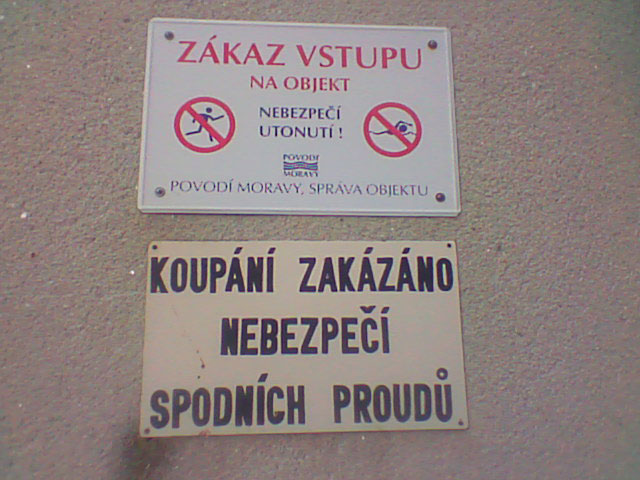 ZÁKAZ VSTUPU
NA OBJEKT
NEBEZPEČÍ
UTONUTÍ !
POVODÍ
MORAVY
POVODÍ MORAVY, SPRÁVA OBJEKTU
KOUPÁNÍ ZAKÁZÁNO
NEBEZPEČÍ
SPODNÍCH PROUDŮ